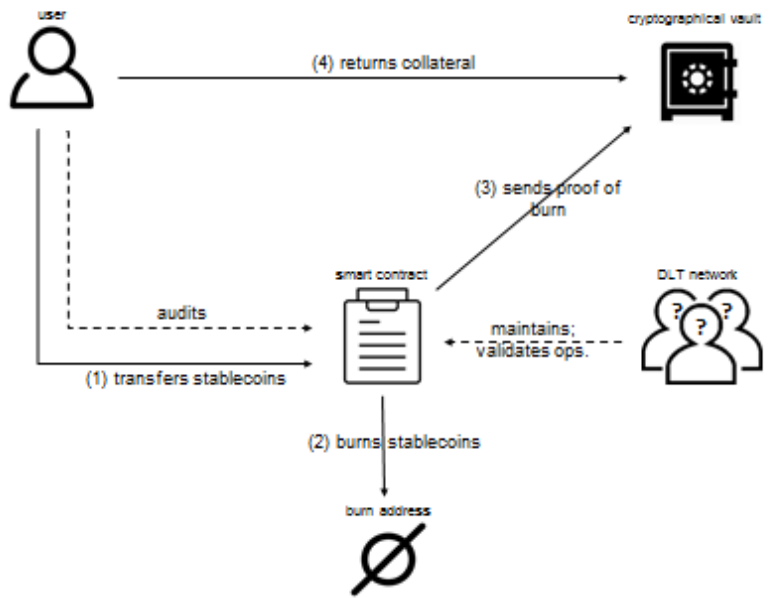 user
cryptographical vault
(4) returns collateral
(3) sends proof of
burn
smart contract
DLT network
? ? ?
audits
maintains;
validates ops.
(1) transfers stablecoins
(2) burns stablecoins
burn address